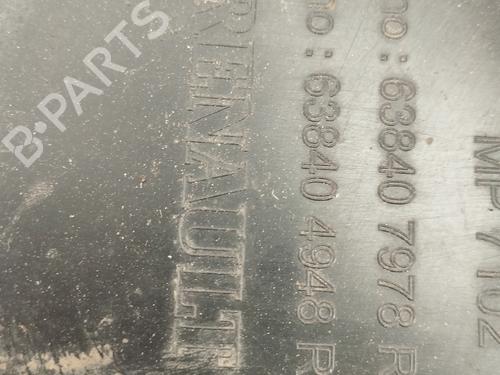 MP 7102
no : 63840 7978 R
no : 63840 4948 R
RENAULT
B-PARTS